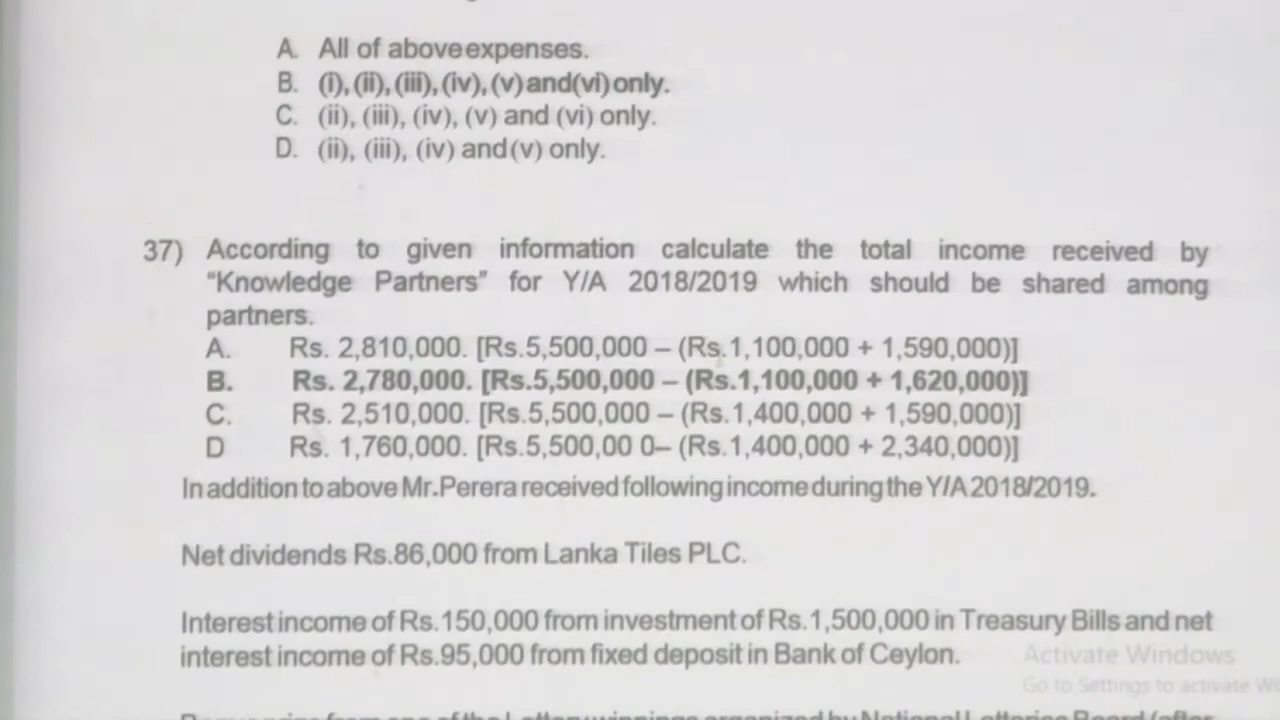 A. All of above expenses.
B. (i), (ii), (iii), (iv), (v) and (vi) only.
C. (ii), (iii), (iv), (v) and (vi) only.
D. (ii), (iii), (iv) and (v) only.
37) According to given information calculate the total income received by
"Knowledge Partners" for Y/A 2018/2019 which should be shared among
partners.
A. Rs. 2,810,000. [Rs.5,500,000 – (Rs.1,100,000 + 1,590,000)]
B. Rs. 2,780,000. [Rs.5,500,000 – (Rs.1,100,000 + 1,620,000)]
C. Rs. 2,510,000. [Rs.5,500,000 – (Rs.1,400,000 + 1,590,000)]
D Rs. 1,760,000. [Rs.5,500,00 0– (Rs.1,400,000 + 2,340,000)]
In addition to above Mr.Perera received following income during the Y/A 2018/2019.
Net dividends Rs.86,000 from Lanka Tiles PLC.
Interest income of Rs.150,000 from investment of Rs.1,500,000 in Treasury Bills and net
interest income of Rs.95,000 from fixed deposit in Bank of Ceylon.
Activate Windows
Go to Settings to activate Wi